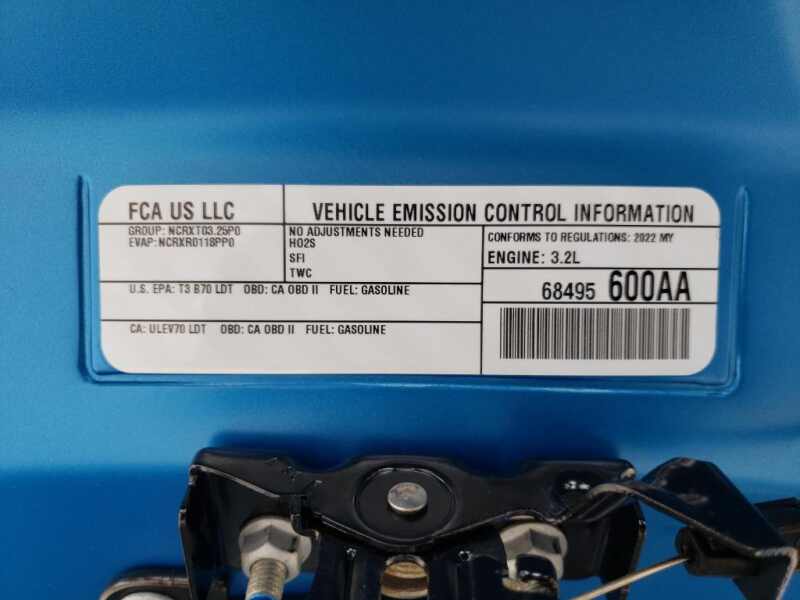 FCA US LLC
VEHICLE EMISSION CONTROL INFORMATION
GROUP: NCRXT03.25P0
EVAP: NCRXR0118PP0
NO ADJUSTMENTS NEEDED
HO2S
SFI
TWC
CONFORMS TO REGULATIONS: 2022 MY
ENGINE: 3.2L
U.S. EPA: T3 B70 LDT OBD: CA OBD II FUEL: GASOLINE
68495 600AA
CA: ULEV70 LDT OBD: CA OBD II FUEL: GASOLINE